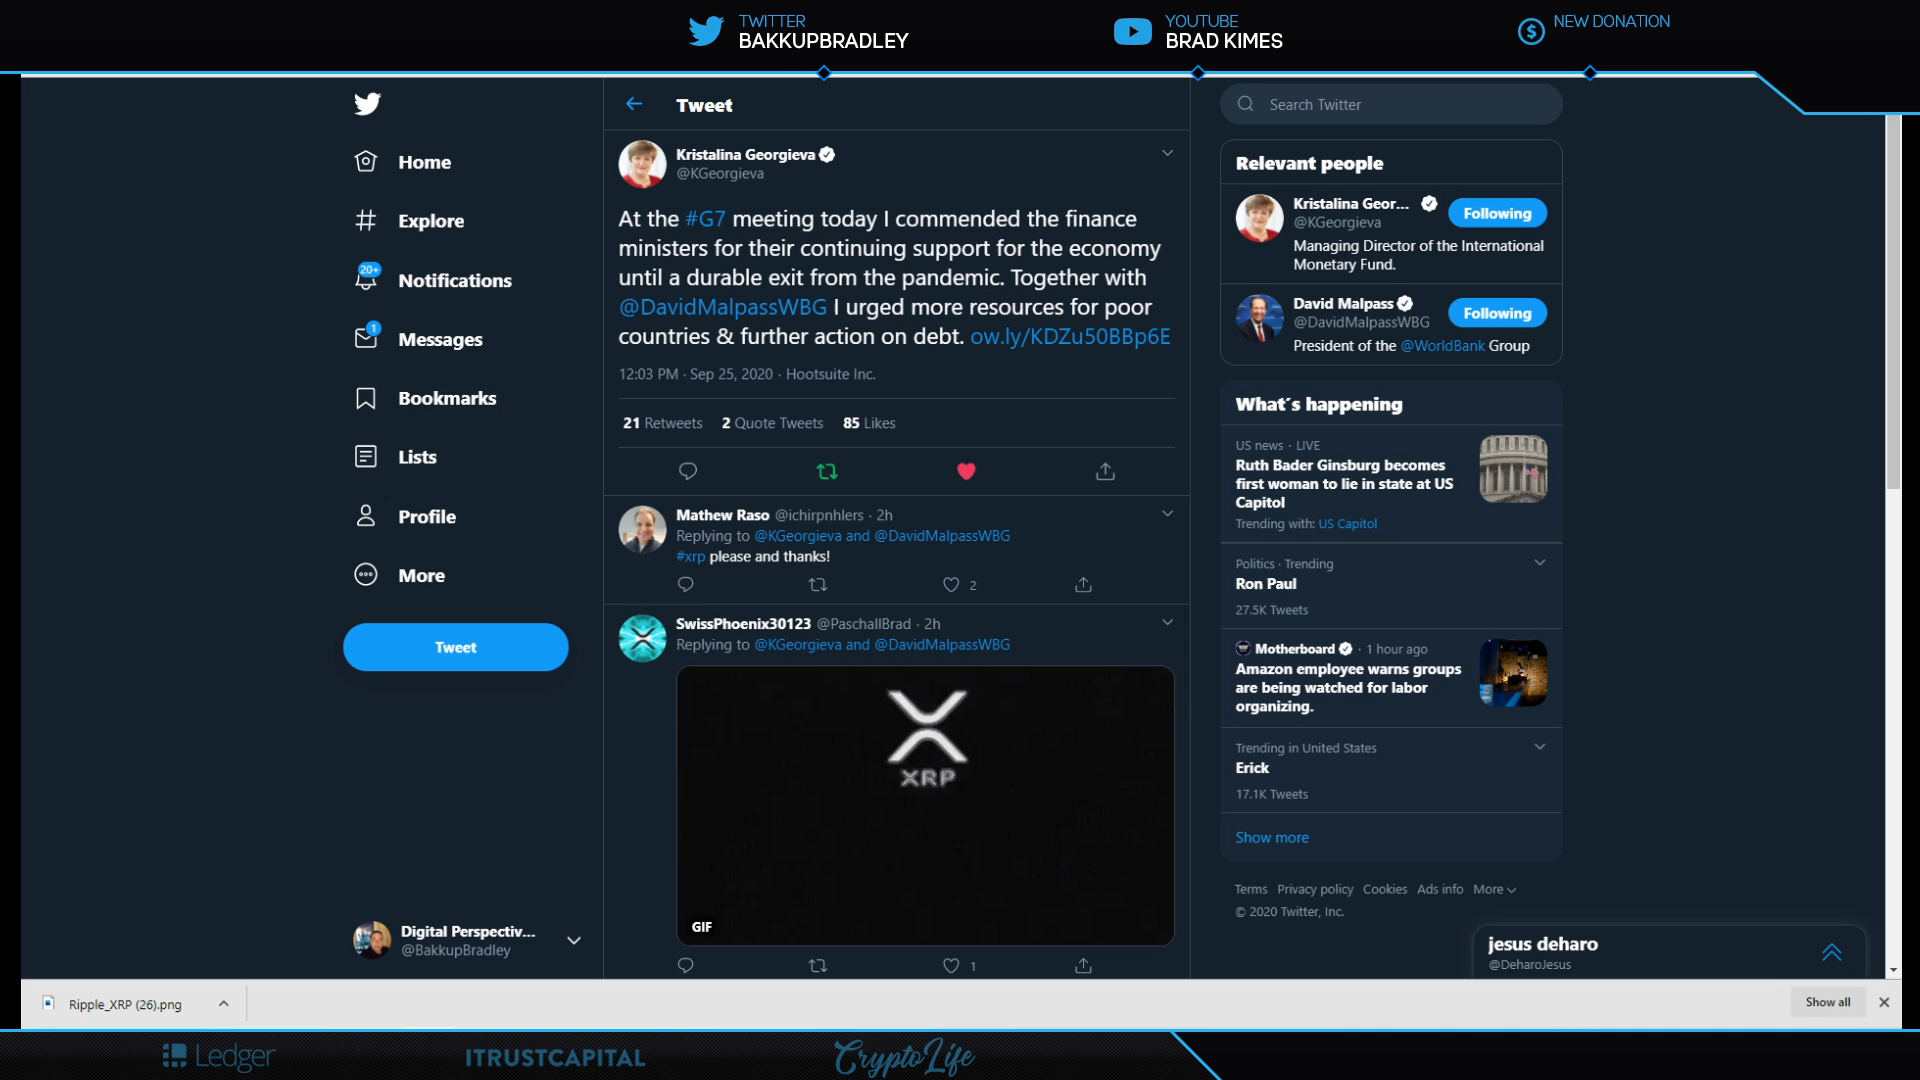 TWITTER
BAKKUPBRADLEY
YOUTUBE
BRAD KIMES
NEW DONATION
Home
Explore
20+
Notifications
1
Messages
Bookmarks
Lists
Profile
More
Tweet
Digital Perspectiv...
@BakkupBradley
Tweet
Kristalina Georgieva
@KGeorgieva
At the #G7 meeting today I commended the finance
ministers for their continuing support for the economy
until a durable exit from the pandemic. Together with
@DavidMalpassWBG I urged more resources for poor
countries & further action on debt. ow.ly/KDZu50BBp6E
12:03 PM · Sep 25, 2020 · Hootsuite Inc.
21 Retweets 2 Quote Tweets 85 Likes
Mathew Raso @ichirpnhlers · 2h
Replying to @KGeorgieva and @DavidMalpassWBG
#xrp please and thanks!
2
SwissPhoenix30123 @PaschallBrad · 2h
Replying to @KGeorgieva and @DavidMalpassWBG
XRP
GIF
1
Search Twitter
Relevant people
Kristalina Geor...
@KGeorgieva
Following
Managing Director of the International
Monetary Fund.
David Malpass
@DavidMalpassWBG
Following
President of the @WorldBank Group
What's happening
US news · LIVE
Ruth Bader Ginsburg becomes
first woman to lie in state at US
Capitol
Trending with: US Capitol
Politics · Trending
Ron Paul
27.5K Tweets
Motherboard · 1 hour ago
Amazon employee warns groups
are being watched for labor
organizing.
Trending in United States
Erick
17.1K Tweets
Show more
Terms Privacy policy Cookies Ads info More
© 2020 Twitter, Inc.
jesus deharo
@DeharoJesus
Ripple_XRP (26).png
Show all
Ledger
ITRUSTCAPITAL
CryptoLife